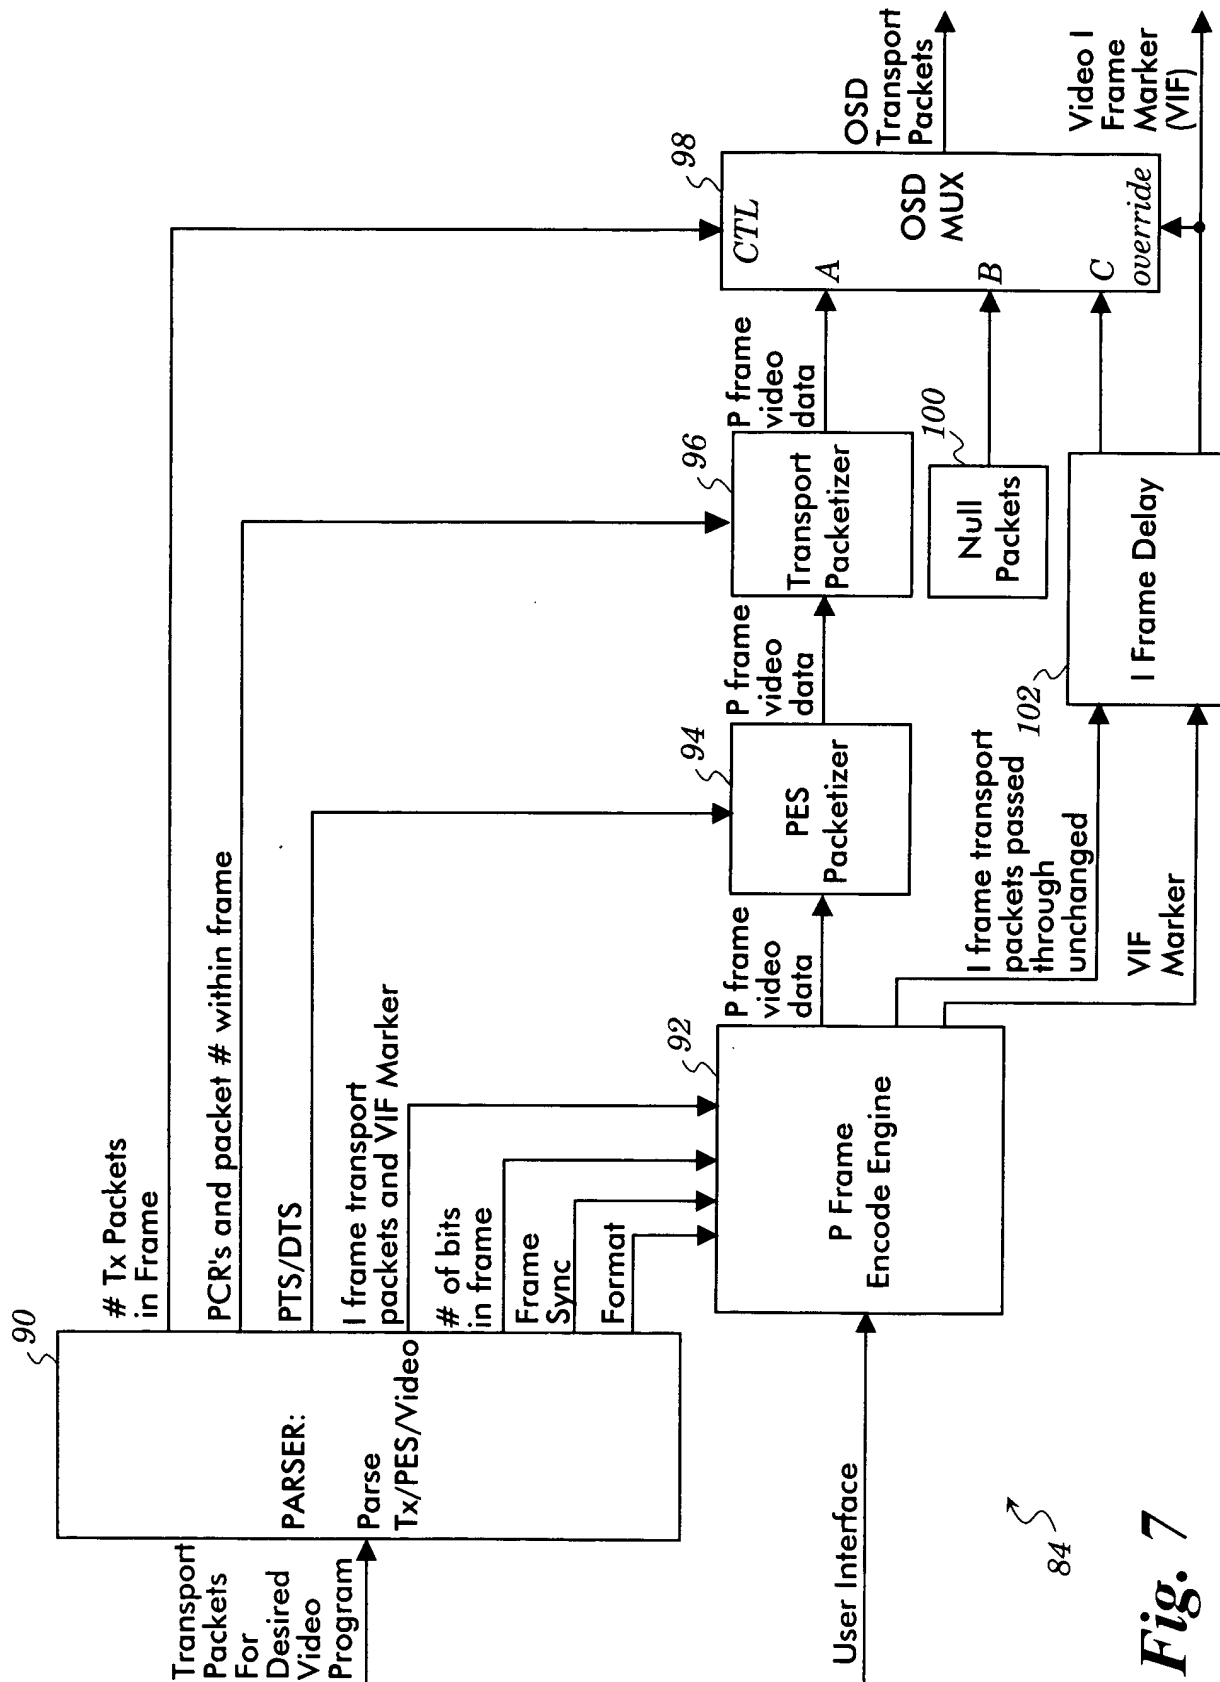 Transport
Packets
For
Desired
Video
Program
90
PARSER:
Parse
Tx/PES/Video
# Tx Packets
in Frame
PCR's and packet # within frame
PTS/DTS
I frame transport
packets and VIF Marker
# of bits
in frame
Frame
Sync
Format
User Interface
92
P Frame
Encode Engine
P frame
video
data
94
PES
Packetizer
P frame
video
data
96
Transport
Packetizer
P frame
video
data
100
Null
Packets
I frame transport
packets passed
through
unchanged
VIF
Marker
102
I Frame Delay
98
CTL
A
B
C
override
OSD
MUX
OSD
Transport
Packets
Video I
Frame
Marker
(VIF)
84
Fig. 7